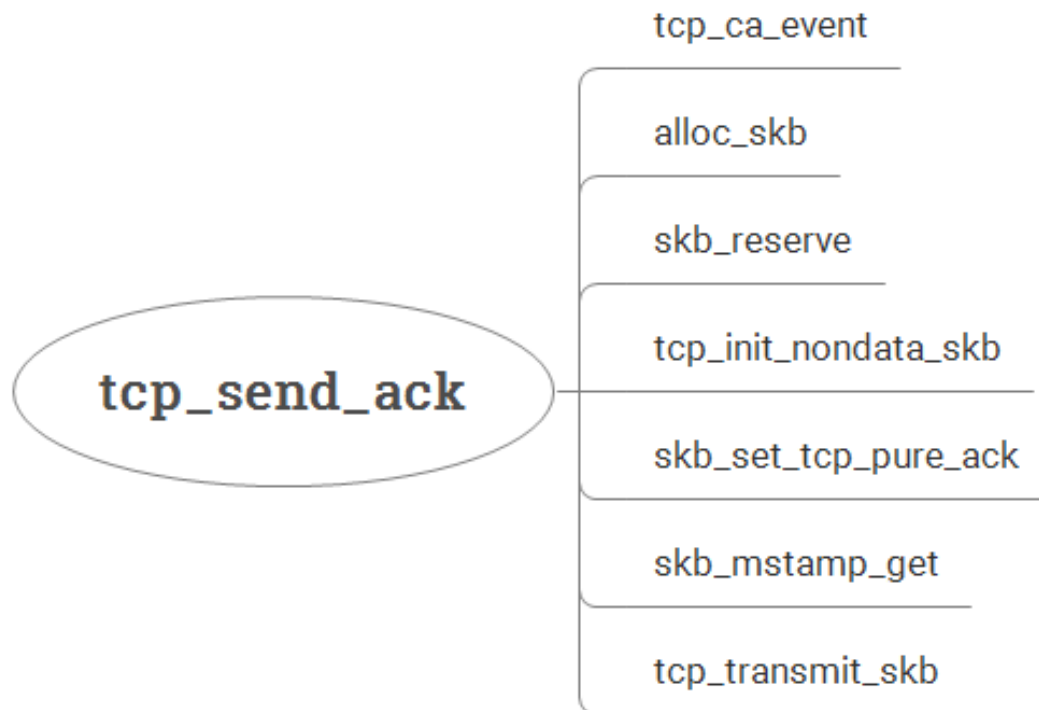 tcp_ca_event
alloc_skb
skb_reserve
tcp_init_nondata_skb
tcp_send_ack
skb_set_tcp_pure_ack
skb_mstamp_get
tcp_transmit_skb